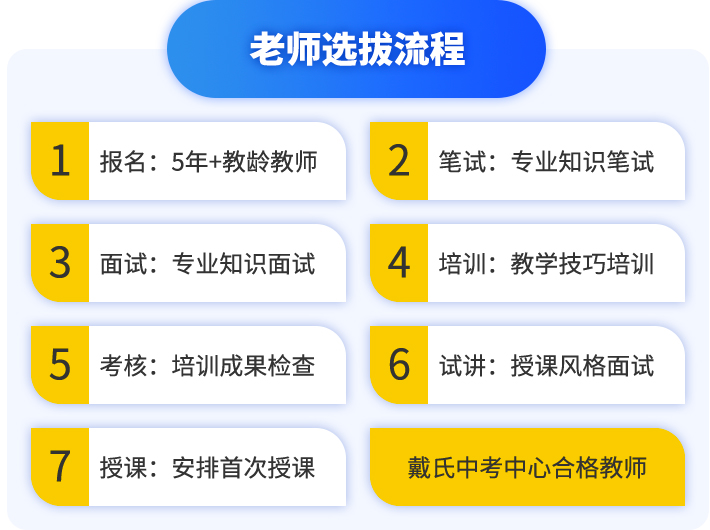 老师选拔流程
1 报名：5年+教龄教师
2 笔试：专业知识笔试
3 面试：专业知识面试
4 培训：教学技巧培训
5 考核：培训成果检查
6 试讲：授课风格面试
7 授课：安排首次授课
戴氏中考中心合格教师